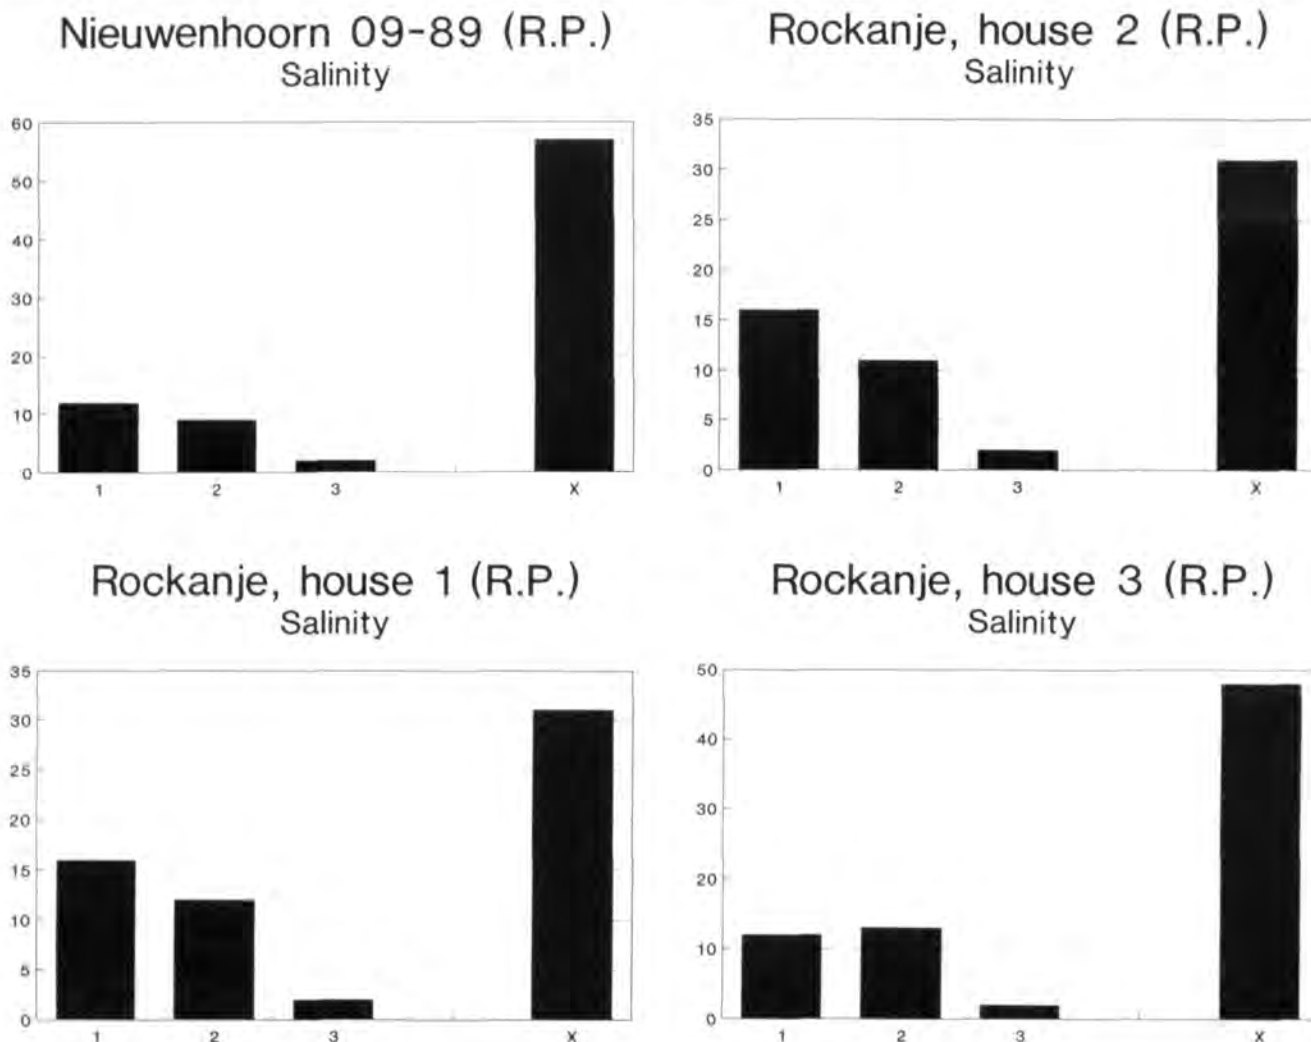 Nieuwenhoorn 09-89 (R.P.)
Salinity
60
50
40
30
20
10
0
1 2 3 X
Rockanje, house 2 (R.P.)
Salinity
35
30
25
20
15
10
5
0
1 2 3 X
Rockanje, house 1 (R.P.)
Salinity
35
30
25
20
15
10
5
0
1 2 3 X
Rockanje, house 3 (R.P.)
Salinity
50
40
30
20
10
0
1 2 3 X